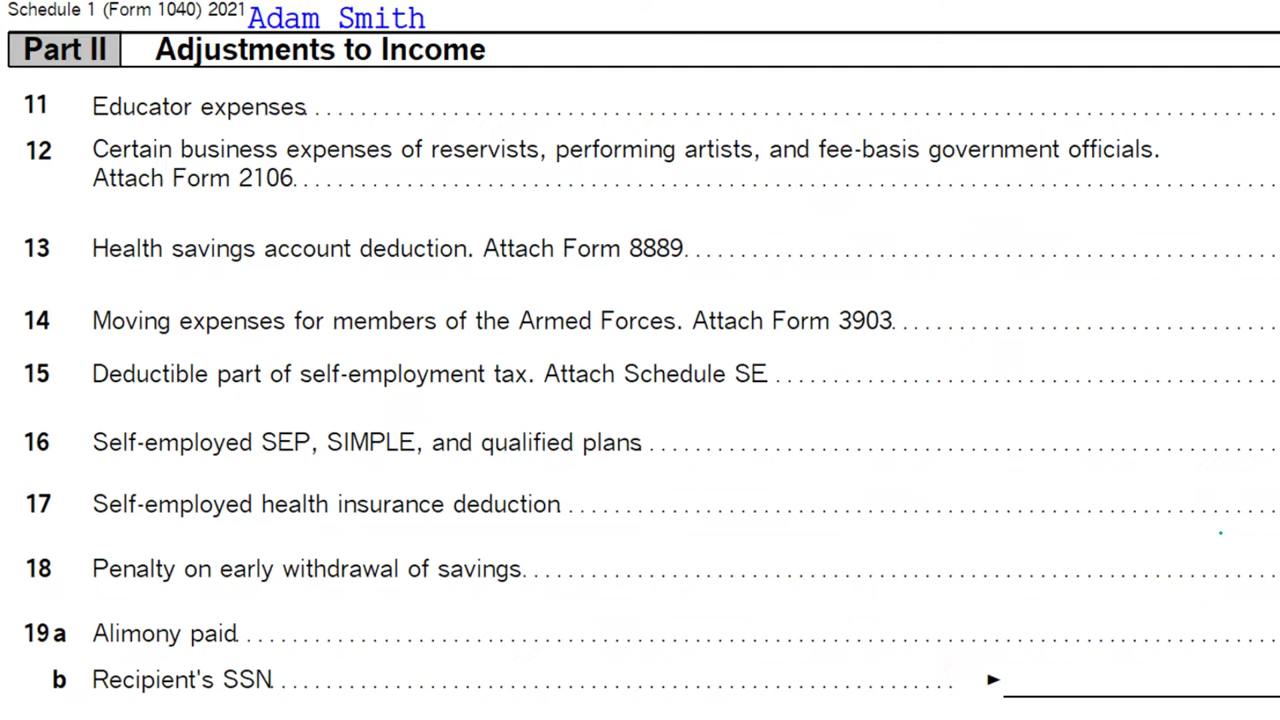 Schedule 1 (Form 1040) 2021 Adam Smith
Part II Adjustments to Income
11 Educator expenses
12 Certain business expenses of reservists, performing artists, and fee-basis government officials.
Attach Form 2106
13 Health savings account deduction. Attach Form 8889
14 Moving expenses for members of the Armed Forces. Attach Form 3903
15 Deductible part of self-employment tax. Attach Schedule SE
16 Self-employed SEP, SIMPLE, and qualified plans
17 Self-employed health insurance deduction
18 Penalty on early withdrawal of savings
19a Alimony paid
b Recipient's SSN ►